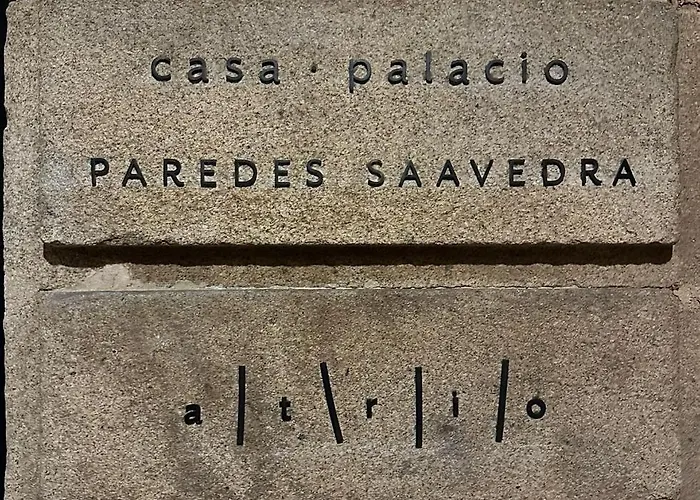 casa · palacio
PAREDES SAAVEDRA
a | t \ r | i / o